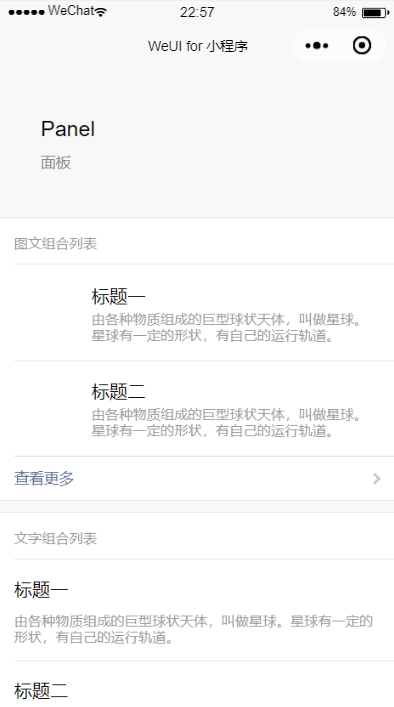 WeChat 22:57 84%
WeUI for 小程序
Panel
面板
图文组合列表
标题一
由各种物质组成的巨型球状天体，叫做星球。
星球有一定的形状，有自己的运行轨道。
标题二
由各种物质组成的巨型球状天体，叫做星球。
星球有一定的形状，有自己的运行轨道。
查看更多
文字组合列表
标题一
由各种物质组成的巨型球状天体，叫做星球。星球有一定的
形状，有自己的运行轨道。
标题二